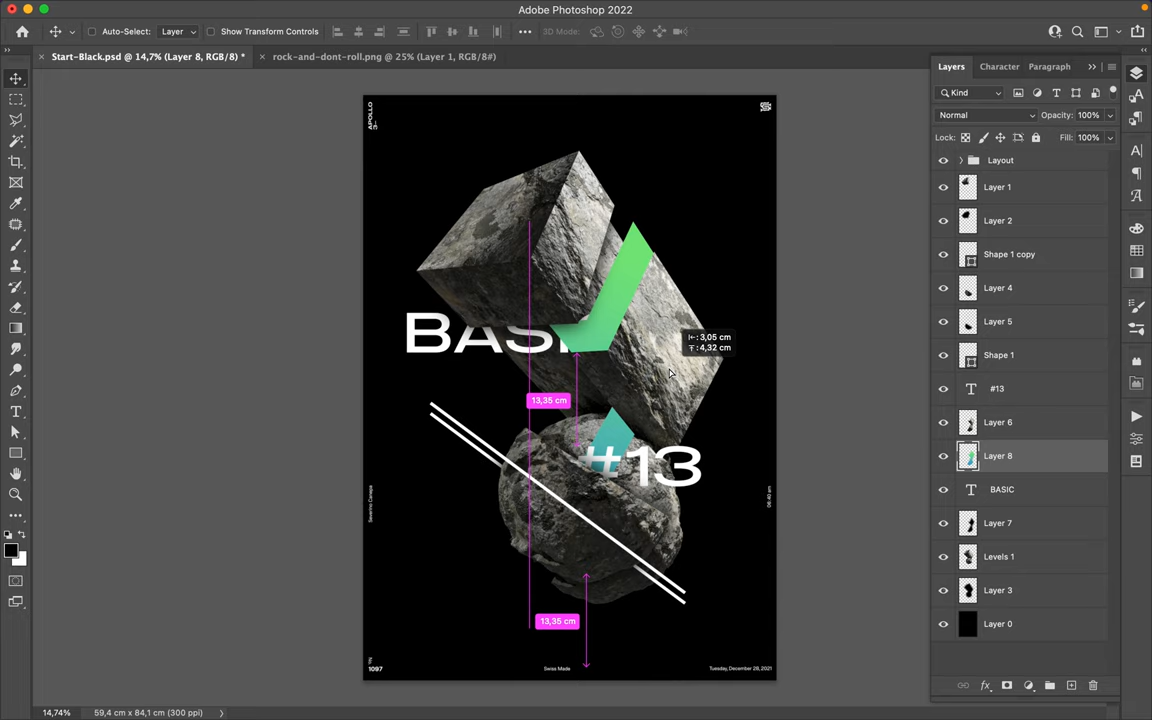 Adobe Photoshop 2022
Auto-Select: Layer Show Transform Controls 3D Mode:
Start-Black.psd @ 14,7% (Layer 8, RGB/8) * rock-and-dont-roll.png @ 25% (Layer 1, RGB/8#)
Layers Character Paragraph
Kind
Normal Opacity: 100%
Lock: Fill: 100%
Layout
Layer 1
Layer 2
Shape 1 copy
Layer 4
Layer 5
Shape 1
#13
Layer 6
Layer 8
BASIC
Layer 7
Levels 1
Layer 3
Layer 0
APOLLO
BASI
3,05 cm
4,32 cm
13,35 cm
#13
Severino Canepa
06:40 am
13,35 cm
1097
Swiss Made
Tuesday, December 28, 2021
14,74% 59,4 cm x 84,1 cm (300 ppi)